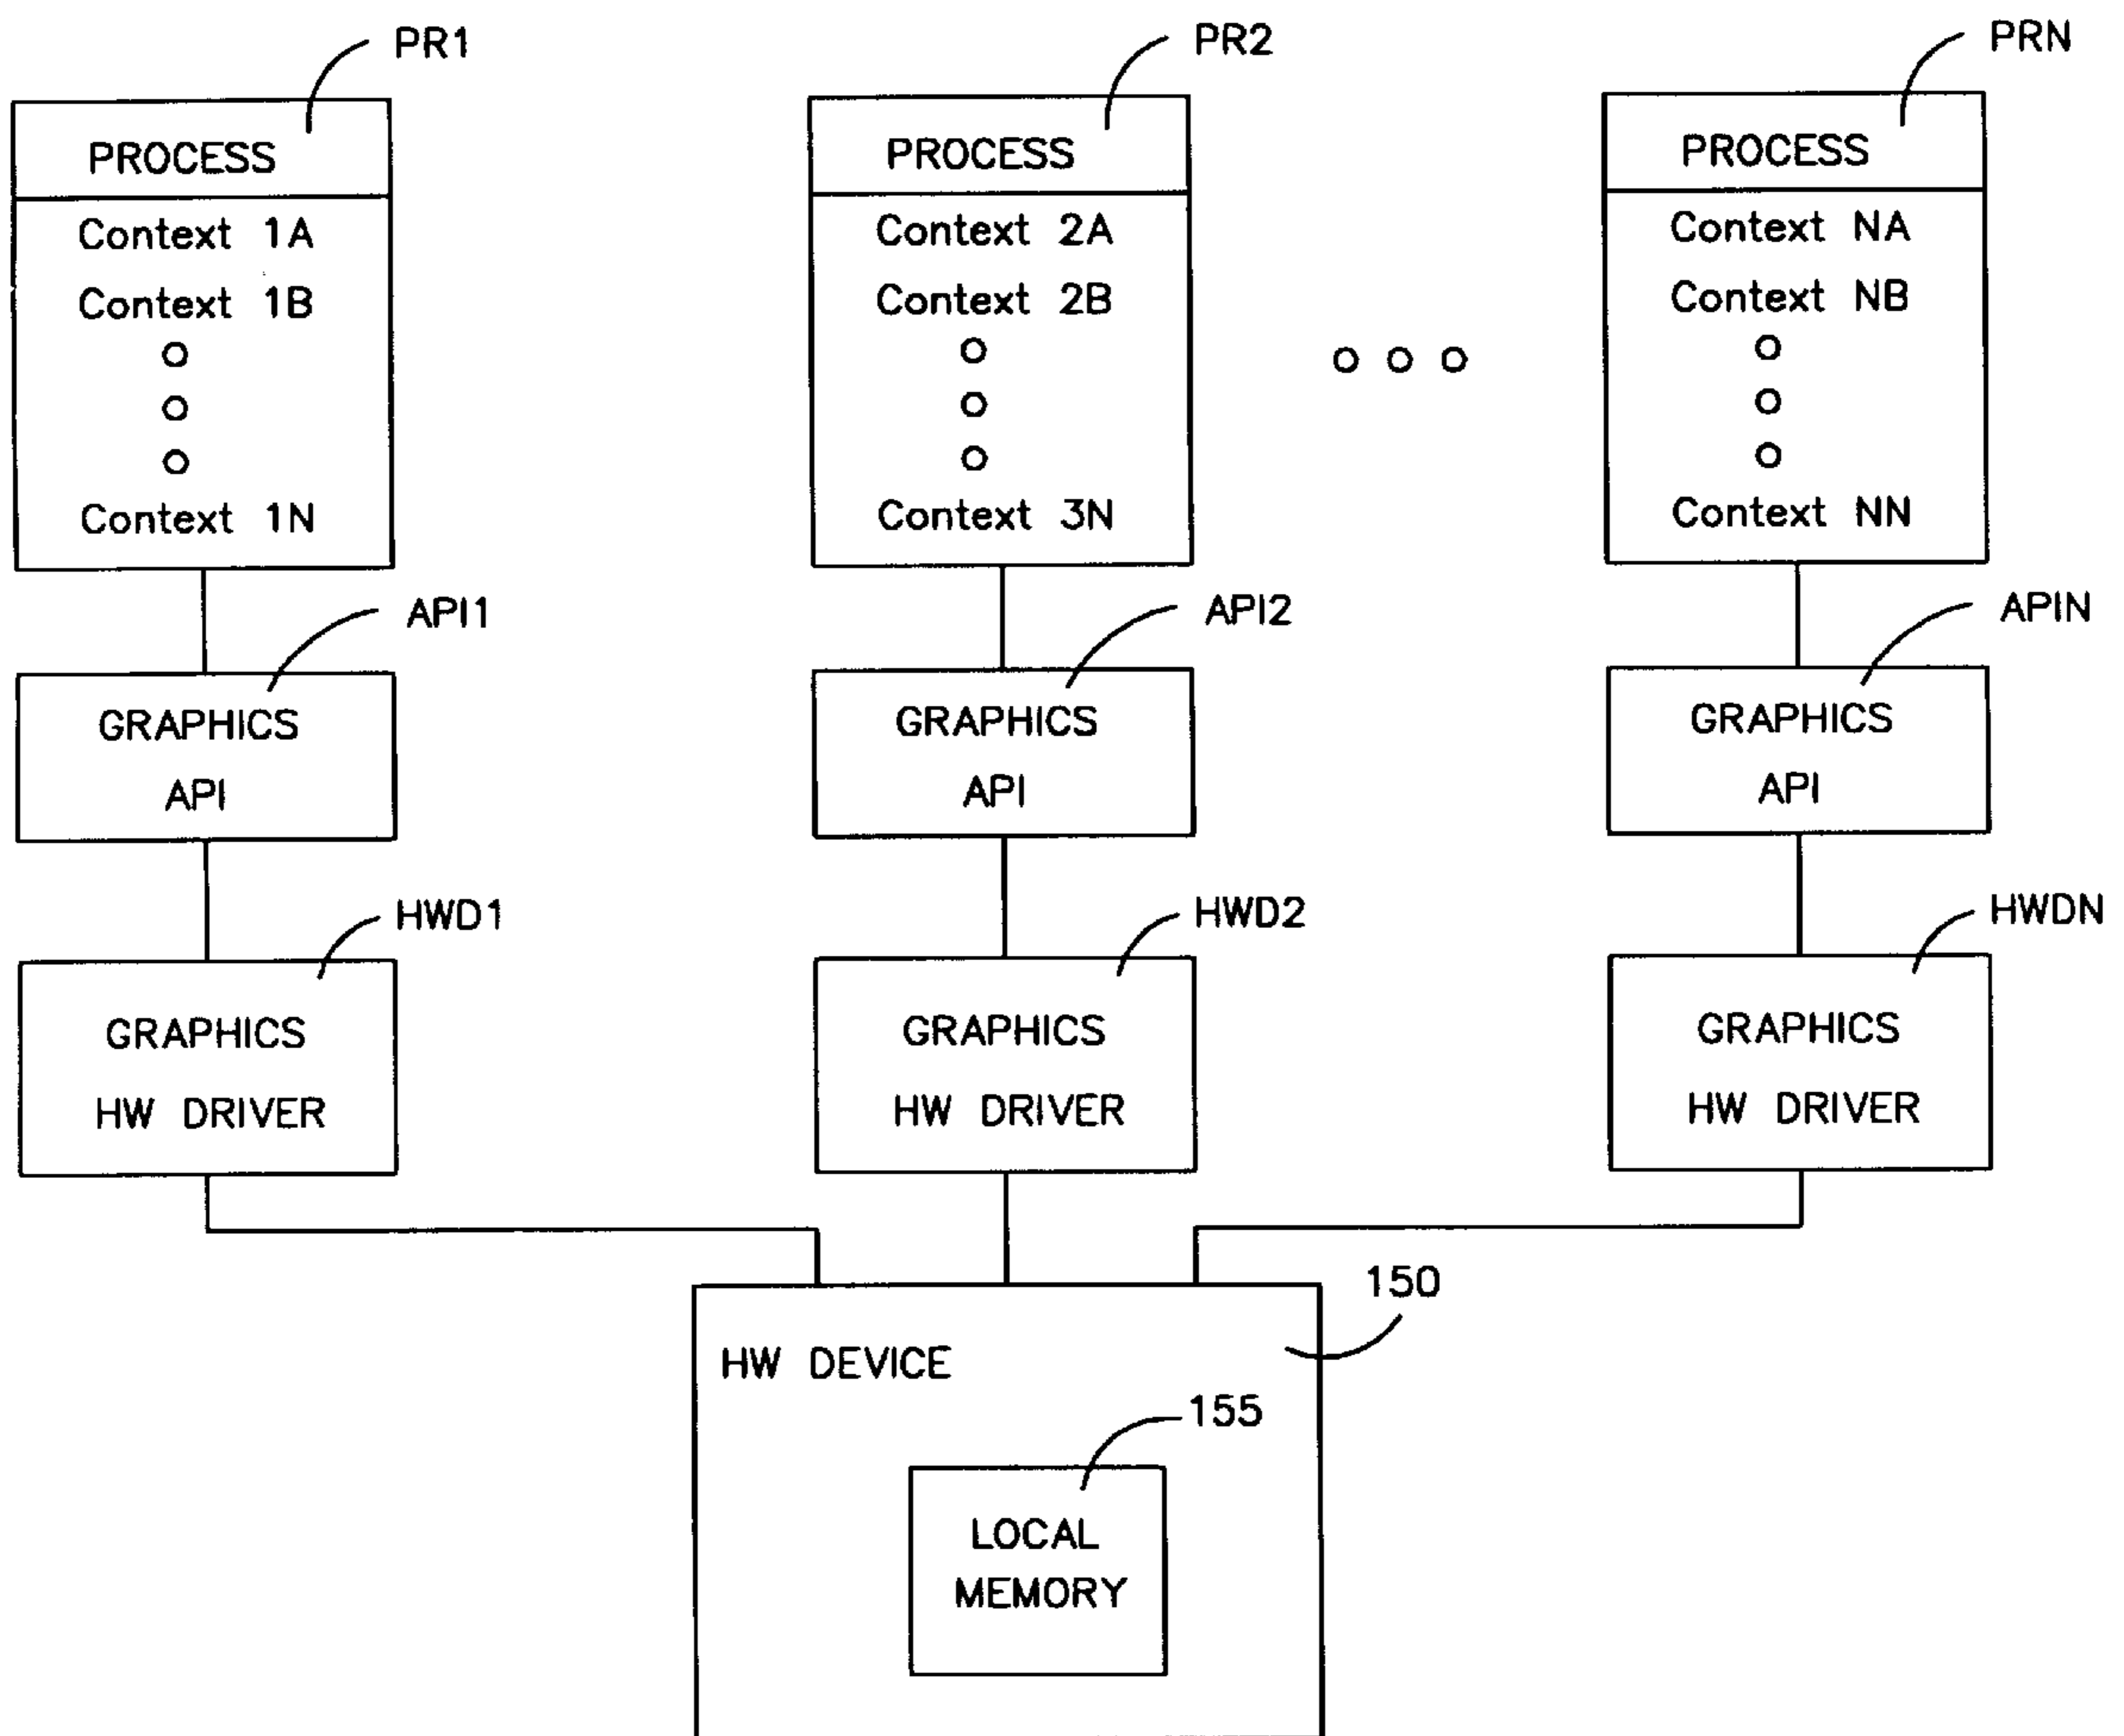 PR1
PR2
PRN
PROCESS
PROCESS
PROCESS
Context 1A
Context 2A
Context NA
Context 1B
Context 2B
Context NB
Context 1N
Context 3N
Context NN
API1
API2
APIN
GRAPHICS
API
GRAPHICS
API
GRAPHICS
API
HWD1
HWD2
HWDN
GRAPHICS
HW DRIVER
GRAPHICS
HW DRIVER
GRAPHICS
HW DRIVER
150
HW DEVICE
155
LOCAL
MEMORY